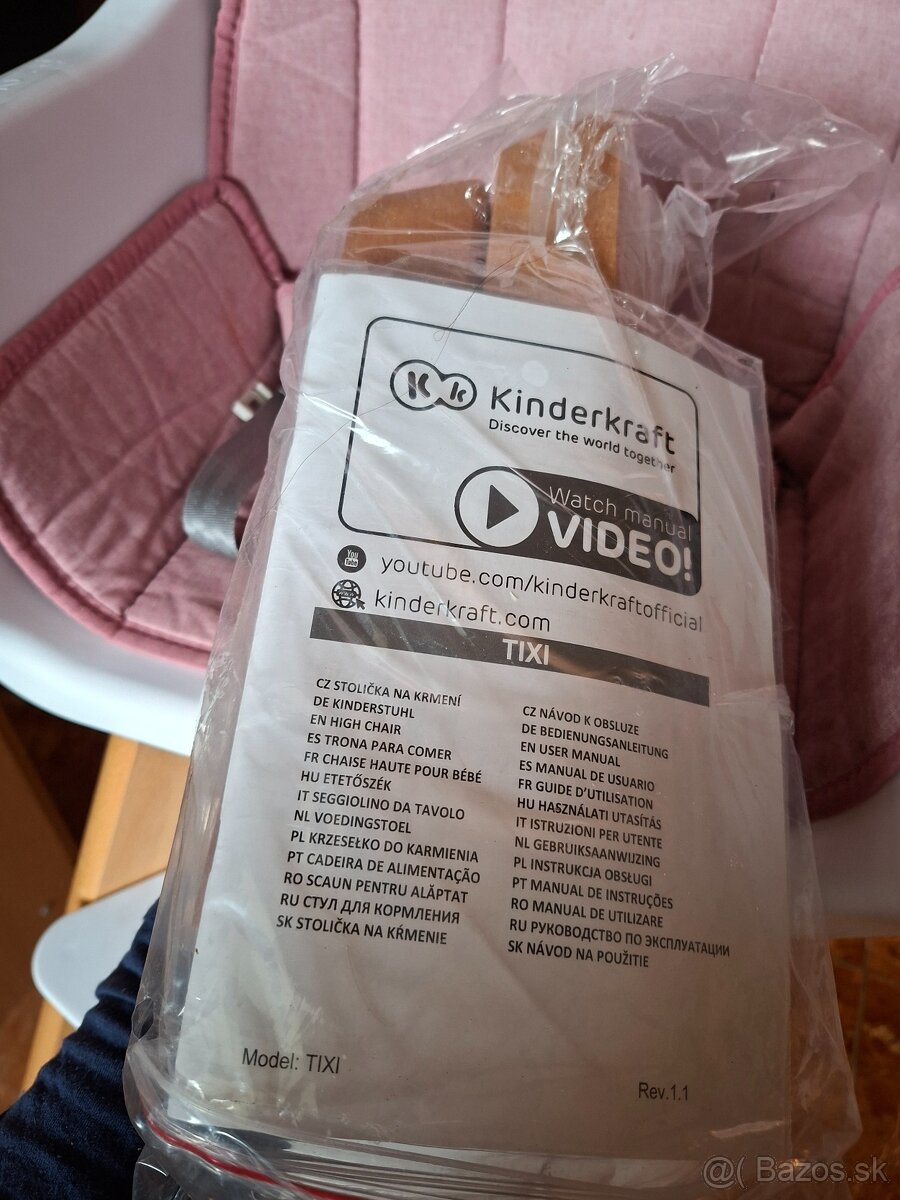 Kk Kinderkraft
Discover the world together
Watch manual
VIDEO!
You
Tube
youtube.com/kinderkraftofficial
www
kinderkraft.com
TIXI
CZ STOLIČKA NA KRMENÍ
DE KINDERSTUHL
EN HIGH CHAIR
ES TRONA PARA COMER
FR CHAISE HAUTE POUR BÉBÉ
HU ETETŐSZÉK
IT SEGGIOLINO DA TAVOLO
NL VOEDINGSTOEL
PL KRZESEŁKO DO KARMIENIA
PT CADEIRA DE ALIMENTAÇÃO
RO SCAUN PENTRU ALĂPTAT
RU СТУЛ ДЛЯ КОРМЛЕНИЯ
SK STOLIČKA NA KŔMENIE
CZ NÁVOD K OBSLUZE
DE BEDIENUNGSANLEITUNG
EN USER MANUAL
ES MANUAL DE USUARIO
FR GUIDE D'UTILISATION
HU HASZNÁLATI UTASÍTÁS
IT ISTRUZIONI PER UTENTE
NL GEBRUIKSAANWIJZING
PL INSTRUKCJA OBSŁUGI
PT MANUAL DE INSTRUÇÕES
RO MANUAL DE UTILIZARE
RU РУКОВОДСТВО ПО ЭКСПЛУАТАЦИИ
SK NÁVOD NA POUŽITIE
Model: TIXI
Rev.1.1
@( Bazos.sk